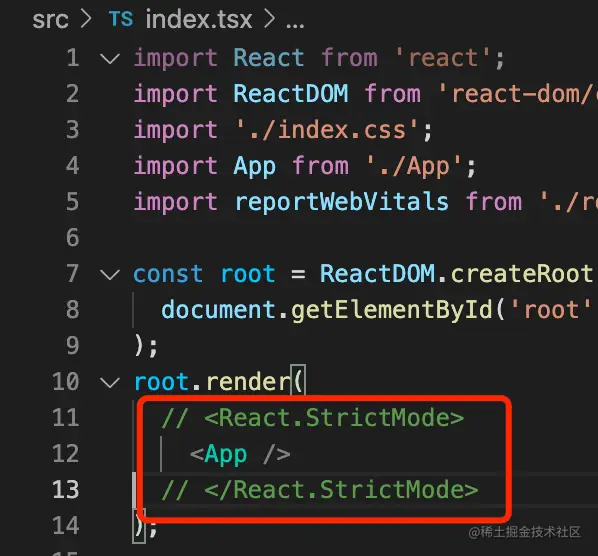 src > TS index.tsx > ...
1 import React from 'react';
2 import ReactDOM from 'react-dom/
3 import './index.css';
4 import App from './App';
5 import reportWebVitals from './re
6
7 const root = ReactDOM.createRoot
8 document.getElementById('root'
9 );
10 root.render(
11 // <React.StrictMode>
12 <App />
13 // </React.StrictMode>
14 );
@稀土掘金技术社区